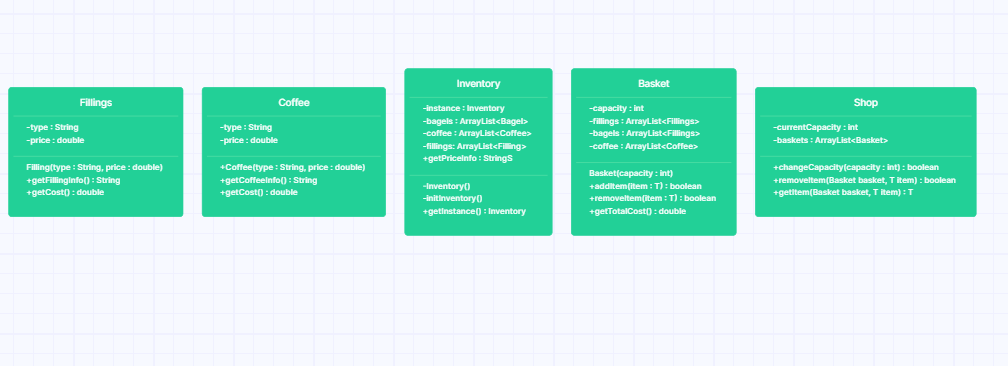 Fillings
-type : String
-price : double
Filling(type : String, price : double)
+getFillingInfo() : String
+getCost() : double
Coffee
-type : String
-price : double
+Coffee(type : String, price : double)
+getCoffeeInfo() : String
+getCost() : double
Inventory
-instance : Inventory
-bagels : ArrayList<Bagel>
-coffee : ArrayList<Coffee>
-fillings: ArrayList<Filling>
+getPriceInfo : StringS
-Inventory()
-initInventory()
+getInstance() : Inventory
Basket
-capacity : int
-fillings : ArrayList<Fillings>
-bagels : ArrayList<Fillings>
-coffee : ArrayList<Coffee>
Basket(capacity : int)
+addItem(item : T) : boolean
+removeItem(item : T) : boolean
+getTotalCost() : double
Shop
-currentCapacity : int
-baskets : ArrayList<Basket>
+changeCapacity(capacity : int) : boolean
+removeItem(Basket basket, T item) : boolean
+getItem(Basket basket, T item) : T